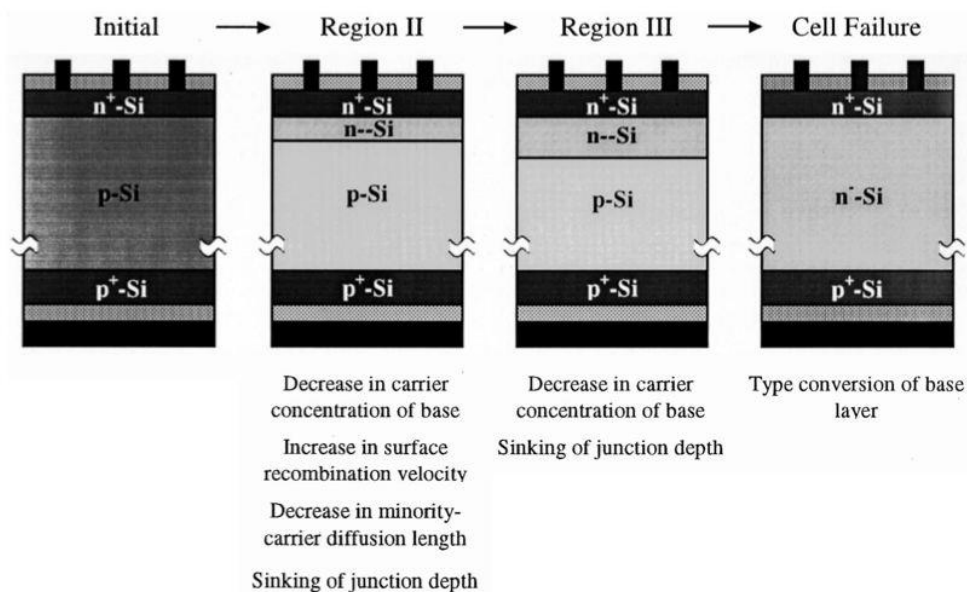 Initial → Region II → Region III → Cell Failure
n⁺-Si
p-Si
p⁺-Si
n⁺-Si
n--Si
p-Si
p⁺-Si
n⁺-Si
n--Si
p-Si
p⁺-Si
n⁺-Si
n⁻-Si
p⁺-Si
Decrease in carrier
concentration of base
Increase in surface
recombination velocity
Decrease in minority-
carrier diffusion length
Sinking of junction depth
Decrease in carrier
concentration of base
Sinking of junction depth
Type conversion of base
layer